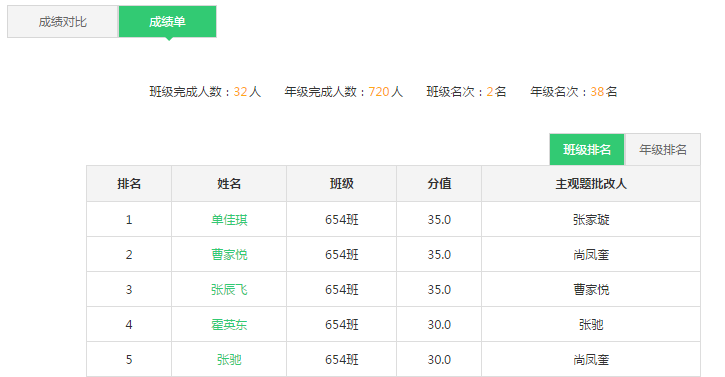 成绩对比 成绩单
班级完成人数：32人 年级完成人数：720人 班级名次：2名 年级名次：38名
班级排名 年级排名
排名 姓名 班级 分值 主观题批改人
1 单佳琪 654班 35.0 张家璇
2 曹家悦 654班 35.0 尚凤奎
3 张辰飞 654班 35.0 曹家悦
4 霍英东 654班 30.0 张驰
5 张驰 654班 30.0 尚凤奎